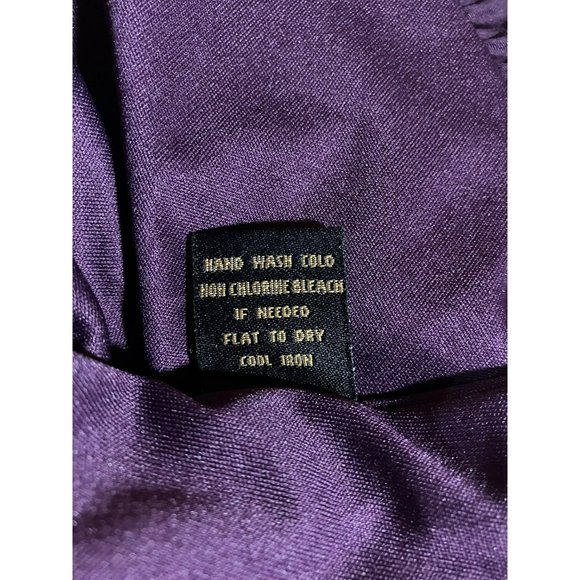 HAND WASH COLD
NON CHLORINE BLEACH
IF NEEDED
FLAT TO DRY
COOL IRON